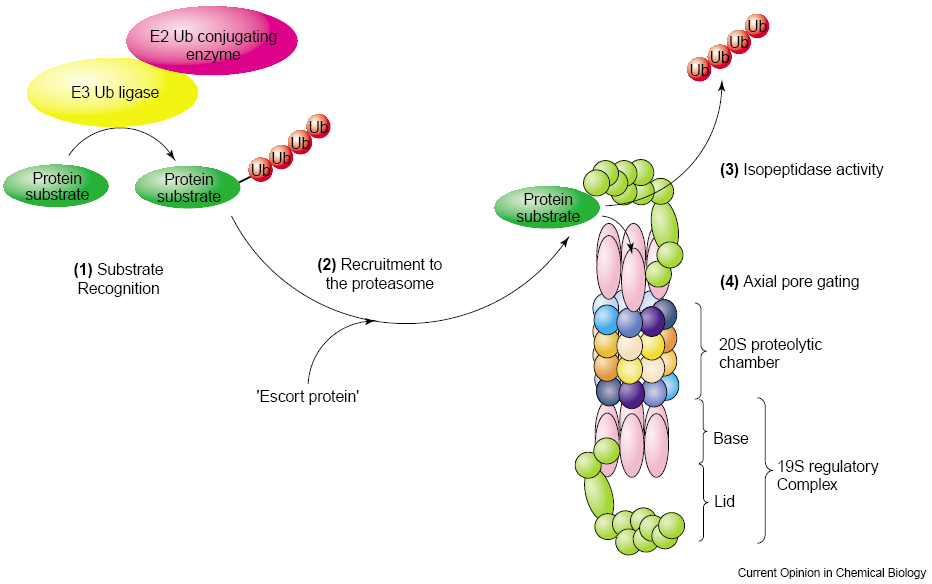 E2 Ub conjugating
enzyme
E3 Ub ligase
Protein
substrate
Protein
substrate
Ub
Ub
Ub
Ub
(1) Substrate
Recognition
(2) Recruitment to
the proteasome
'Escort protein'
Protein
substrate
Ub
Ub
Ub
Ub
(3) Isopeptidase activity
(4) Axial pore gating
20S proteolytic
chamber
Base
19S regulatory
Complex
Lid
Current Opinion in Chemical Biology